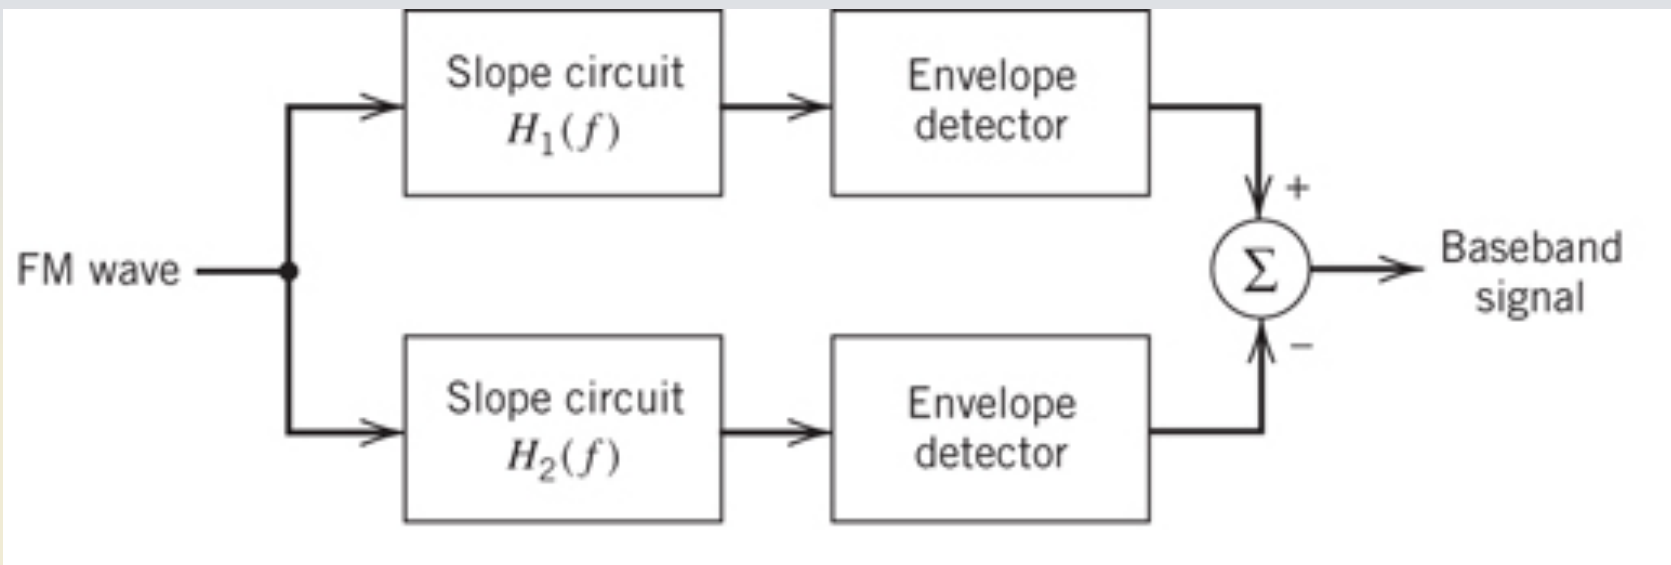 Slope circuit
H₁(f)
Envelope
detector
+
FM wave
Σ
Baseband
signal
−
Slope circuit
H₂(f)
Envelope
detector